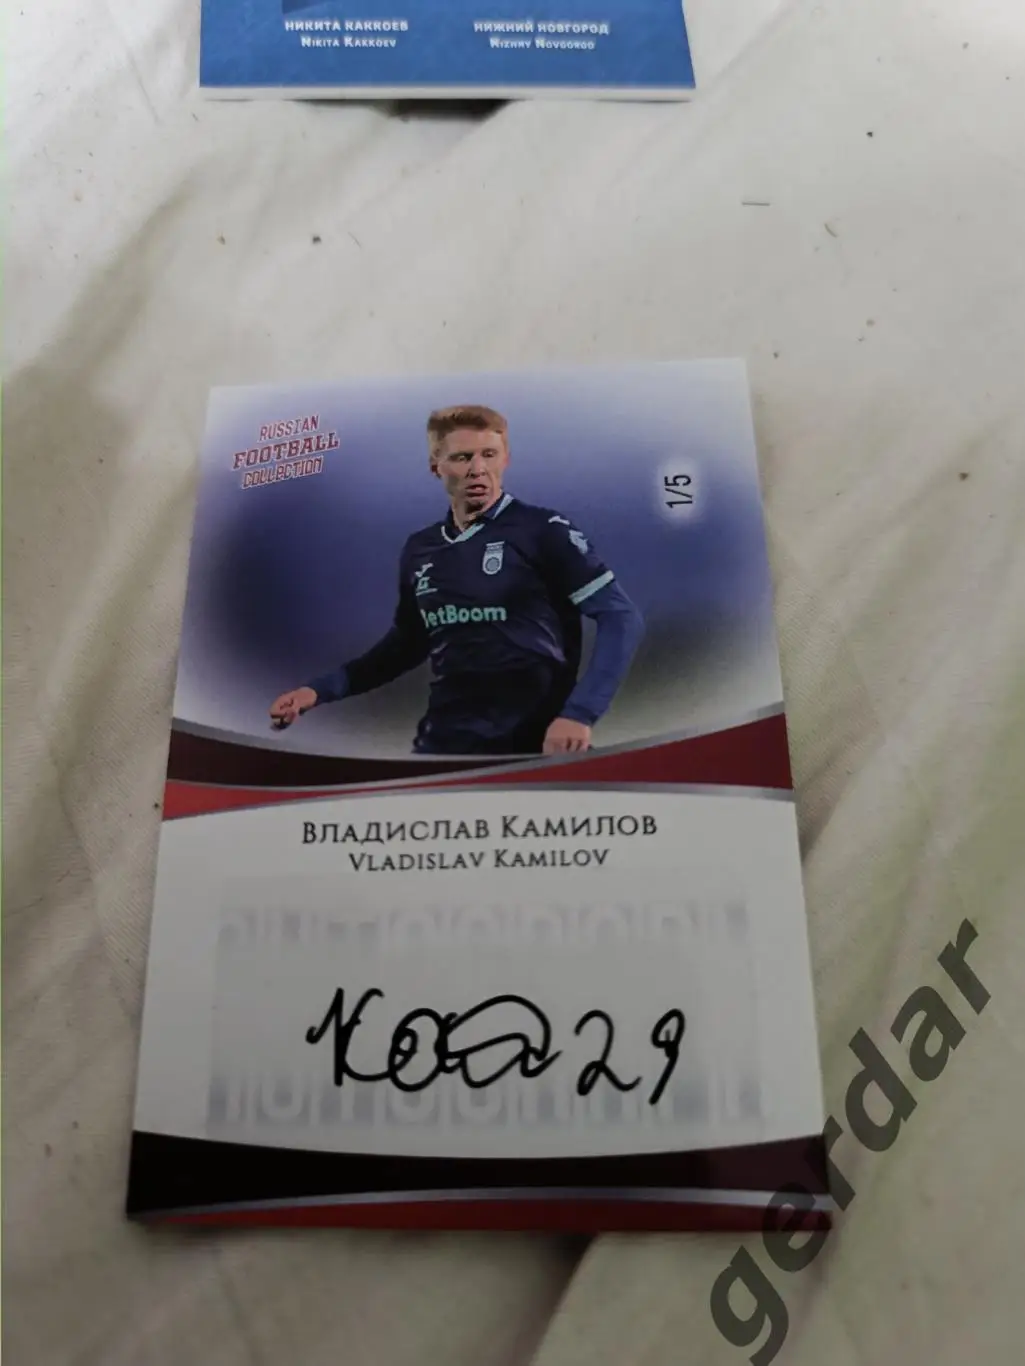 НИКИТА КАККОЕВ
NIKITA KAKKOEV
НИЖНИЙ НОВГОРОД
NIZHNY NOVGOROD
RUSSIAN
FOOTBALL
COLLECTION
1/5
BetBoom
ВЛАДИСЛАВ КАМИЛОВ
VLADISLAV KAMILOV
29
gerdar